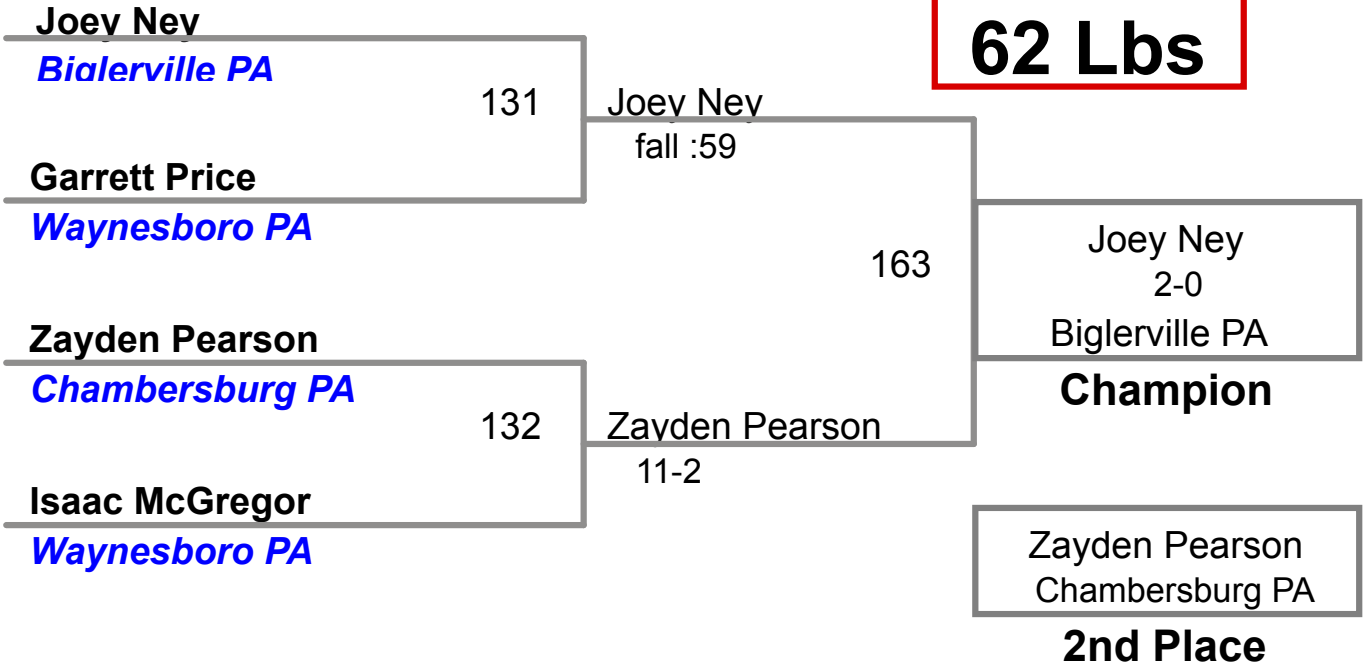 Joey Ney
Biglerville PA
62 Lbs
131
Joey Ney
fall :59
Garrett Price
Waynesboro PA
163
Joey Ney
2-0
Biglerville PA
Champion
Zayden Pearson
Chambersburg PA
132
Zayden Pearson
11-2
Isaac McGregor
Waynesboro PA
Zayden Pearson
Chambersburg PA
2nd Place